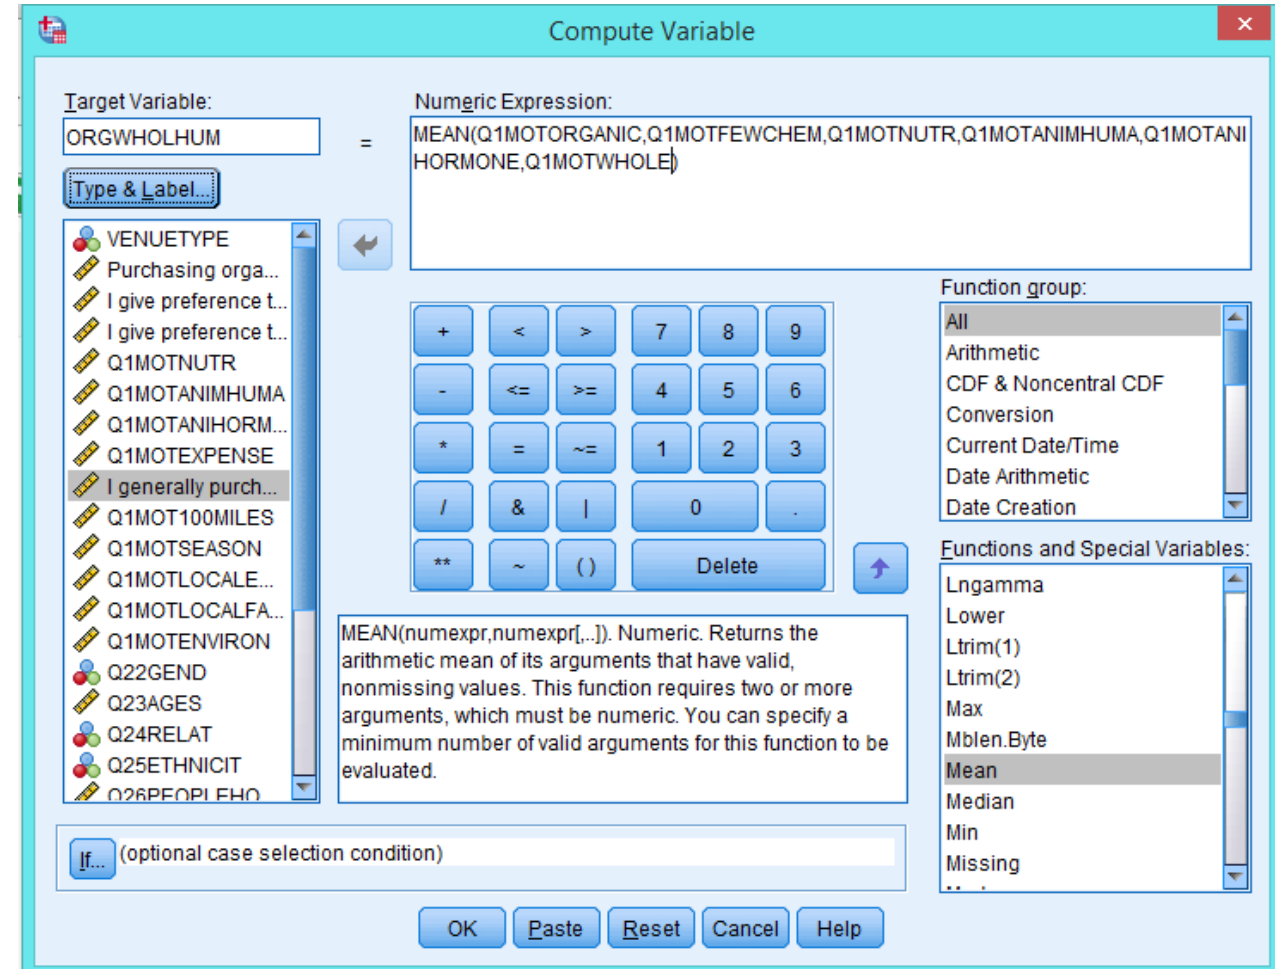 Compute Variable
Target Variable:
ORGWHOLHUM
=
Numeric Expression:
MEAN(Q1MOTORGANIC,Q1MOTFEWCHEM,Q1MOTNUTR,Q1MOTANIMHUMA,Q1MOTANI
HORMONE,Q1MOTWHOLE)
Type & Label...
VENUETYPE
Purchasing orga...
I give preference t...
I give preference t...
Q1MOTNUTR
Q1MOTANIMHUMA
Q1MOTANIHORM...
Q1MOTEXPENSE
I generally purch...
Q1MOT100MILES
Q1MOTSEASON
Q1MOTLOCALE...
Q1MOTLOCALFA...
Q1MOTENVIRON
Q22GEND
Q23AGES
Q24RELAT
Q25ETHNICIT
Q26PEOPLEHO
+ < > 7 8 9
- <= >= 4 5 6
* = ~= 1 2 3
/ & | 0 .
** ~ ( ) Delete
MEAN(numexpr,numexpr[,..]). Numeric. Returns the
arithmetic mean of its arguments that have valid,
nonmissing values. This function requires two or more
arguments, which must be numeric. You can specify a
minimum number of valid arguments for this function to be
evaluated.
Function group:
All
Arithmetic
CDF & Noncentral CDF
Conversion
Current Date/Time
Date Arithmetic
Date Creation
Functions and Special Variables:
Lngamma
Lower
Ltrim(1)
Ltrim(2)
Max
Mblen.Byte
Mean
Median
Min
Missing
If... (optional case selection condition)
OK Paste Reset Cancel Help